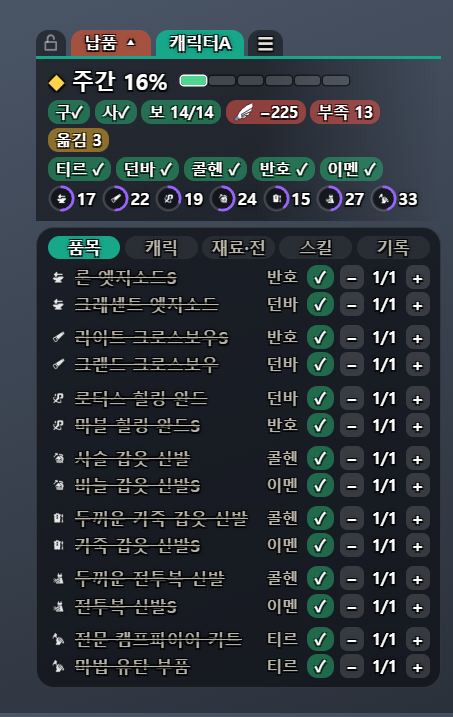 납품 ▲ 캐릭터A ☰
◆ 주간 16%
구✓ 사✓ 보 14/14 −225 부족 13
옮김 3
티르 ✓ 던바 ✓ 콜헨 ✓ 반호 ✓ 이멘 ✓
17 22 19 24 15 27 33
품목 캐릭 재료·전 스킬 기록
론 엣지소드S 반호 ✓ − 1/1 +
크레센트 엣지소드 던바 ✓ − 1/1 +
라이트 크로스보우S 반호 ✓ − 1/1 +
그랜드 크로스보우 던바 ✓ − 1/1 +
로터스 힐링 완드 던바 ✓ − 1/1 +
마블 힐링 완드S 반호 ✓ − 1/1 +
사슬 갑옷 신발 콜헨 ✓ − 1/1 +
비늘 갑옷 신발S 이멘 ✓ − 1/1 +
두꺼운 가죽 갑옷 신발 콜헨 ✓ − 1/1 +
가죽 갑옷 신발S 이멘 ✓ − 1/1 +
두꺼운 전투복 신발 콜헨 ✓ − 1/1 +
전투복 신발S 이멘 ✓ − 1/1 +
전문 캠프파이어 키트 티르 ✓ − 1/1 +
마법 유탄 부품 티르 ✓ − 1/1 +